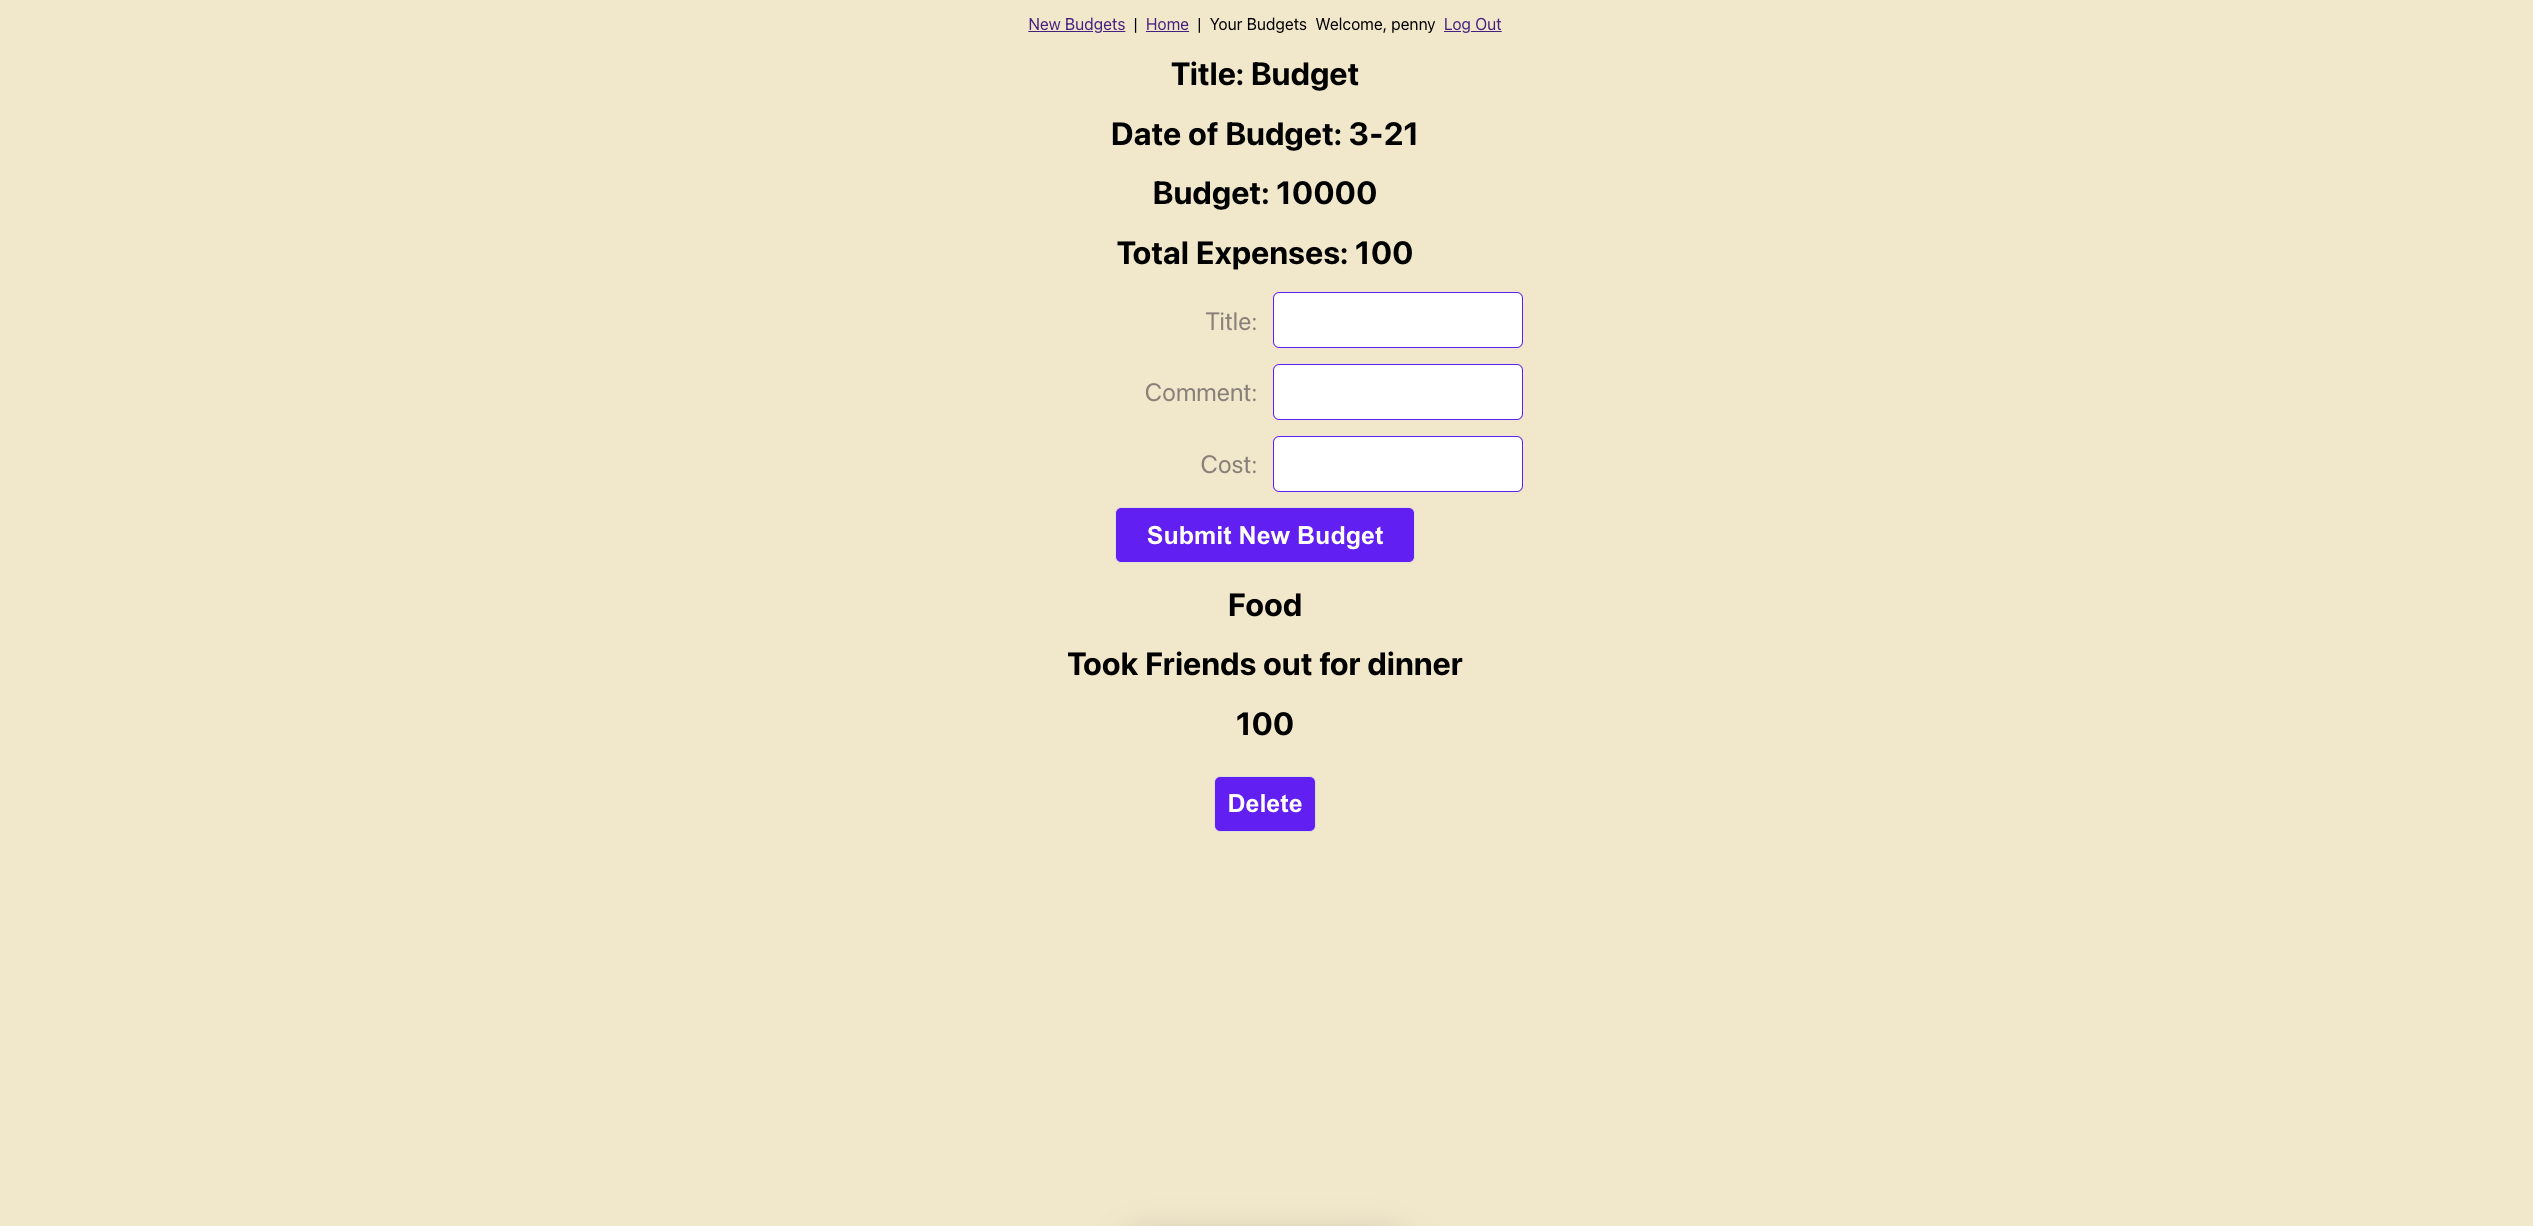 New Budgets | Home | Your Budgets Welcome, penny Log Out
Title: Budget
Date of Budget: 3-21
Budget: 10000
Total Expenses: 100
Title:
Comment:
Cost:
Submit New Budget
Food
Took Friends out for dinner
100
Delete